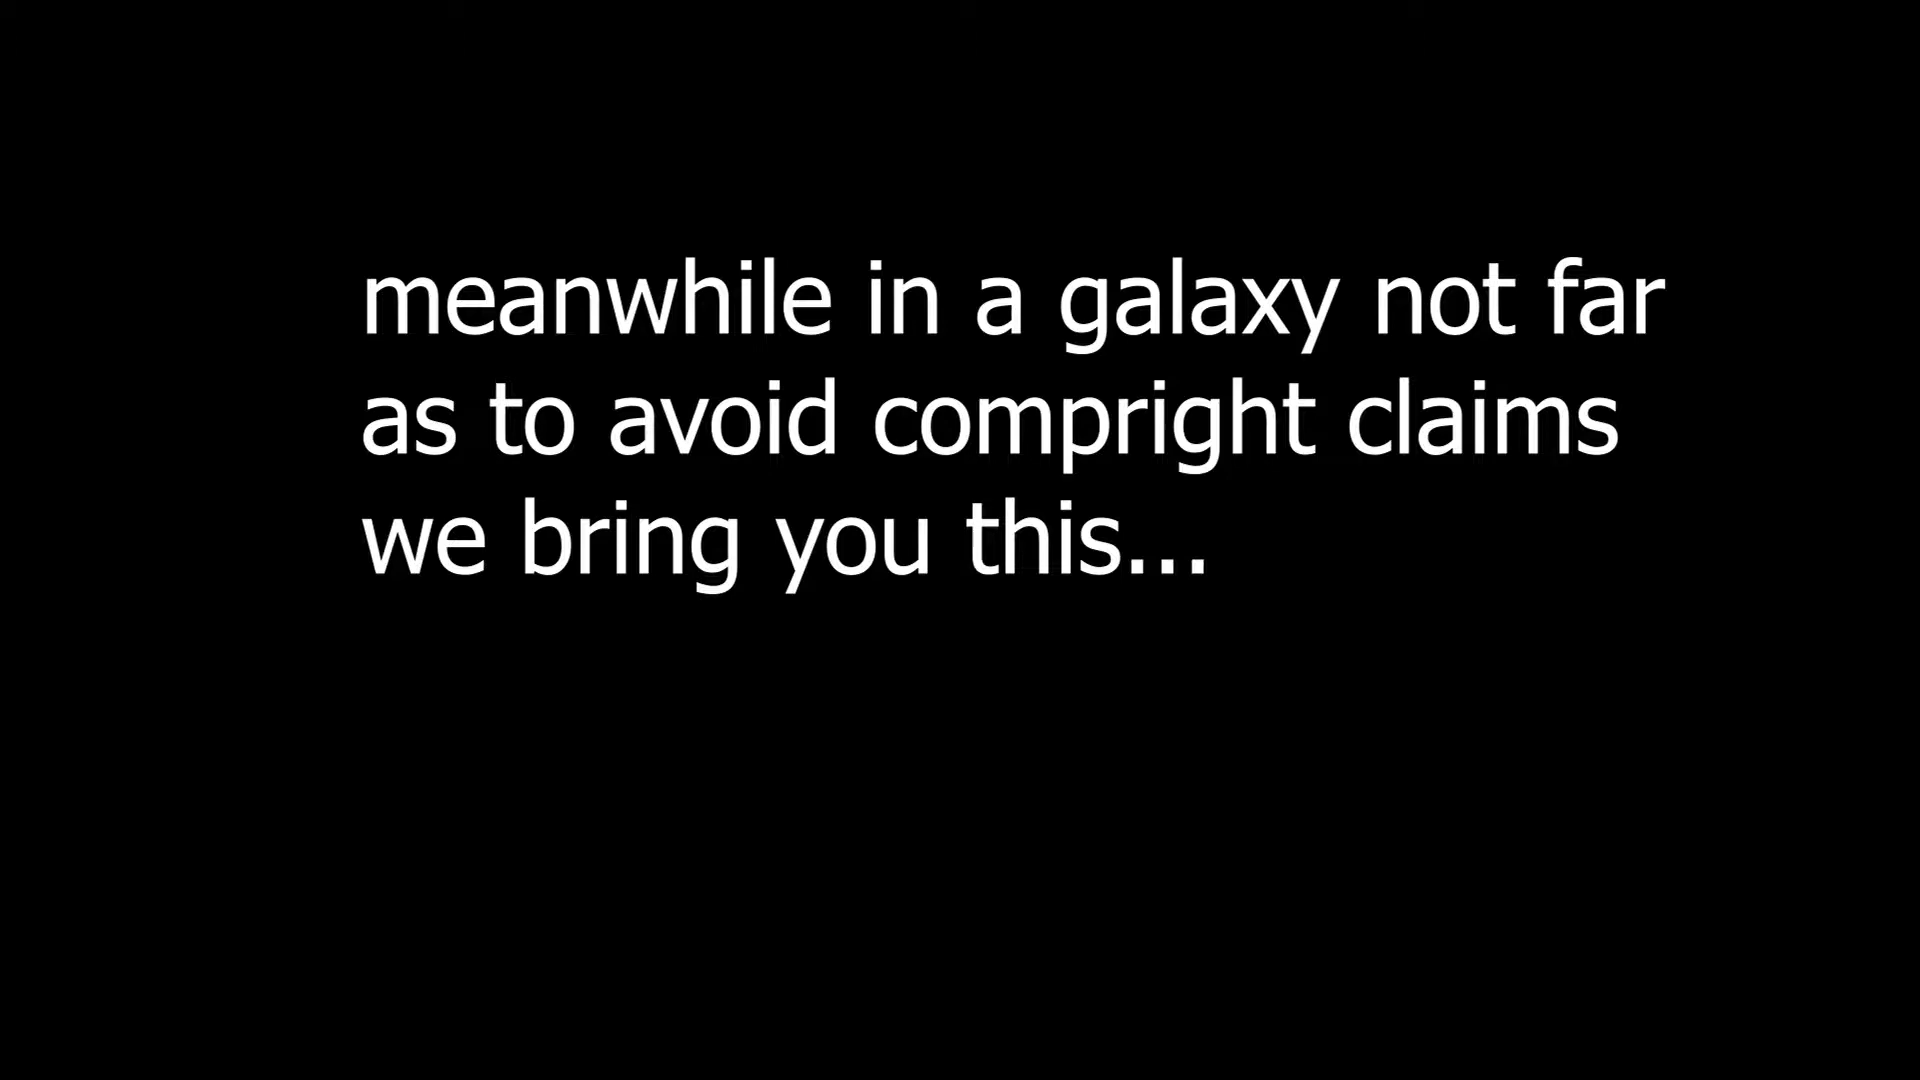 meanwhile in a galaxy not far
as to avoid compright claims
we bring you this...